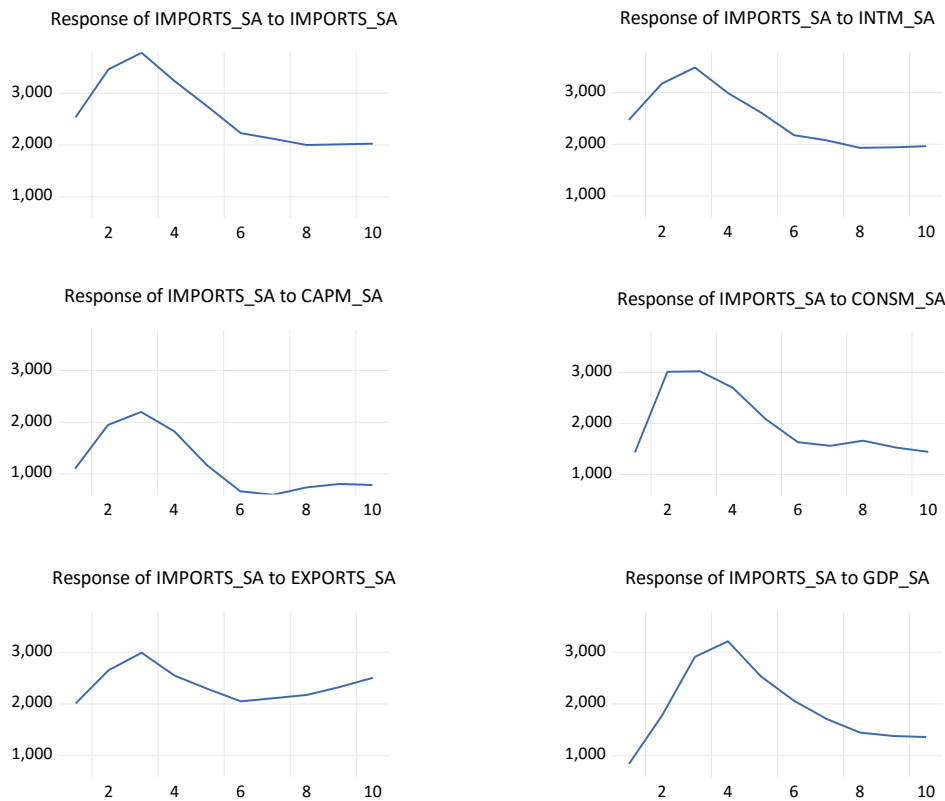 Response of IMPORTS_SA to IMPORTS_SA
3,000
2,000
1,000
2 4 6 8 10
Response of IMPORTS_SA to INTM_SA
3,000
2,000
1,000
2 4 6 8 10
Response of IMPORTS_SA to CAPM_SA
3,000
2,000
1,000
2 4 6 8 10
Response of IMPORTS_SA to CONSM_SA
3,000
2,000
1,000
2 4 6 8 10
Response of IMPORTS_SA to EXPORTS_SA
3,000
2,000
1,000
2 4 6 8 10
Response of IMPORTS_SA to GDP_SA
3,000
2,000
1,000
2 4 6 8 10